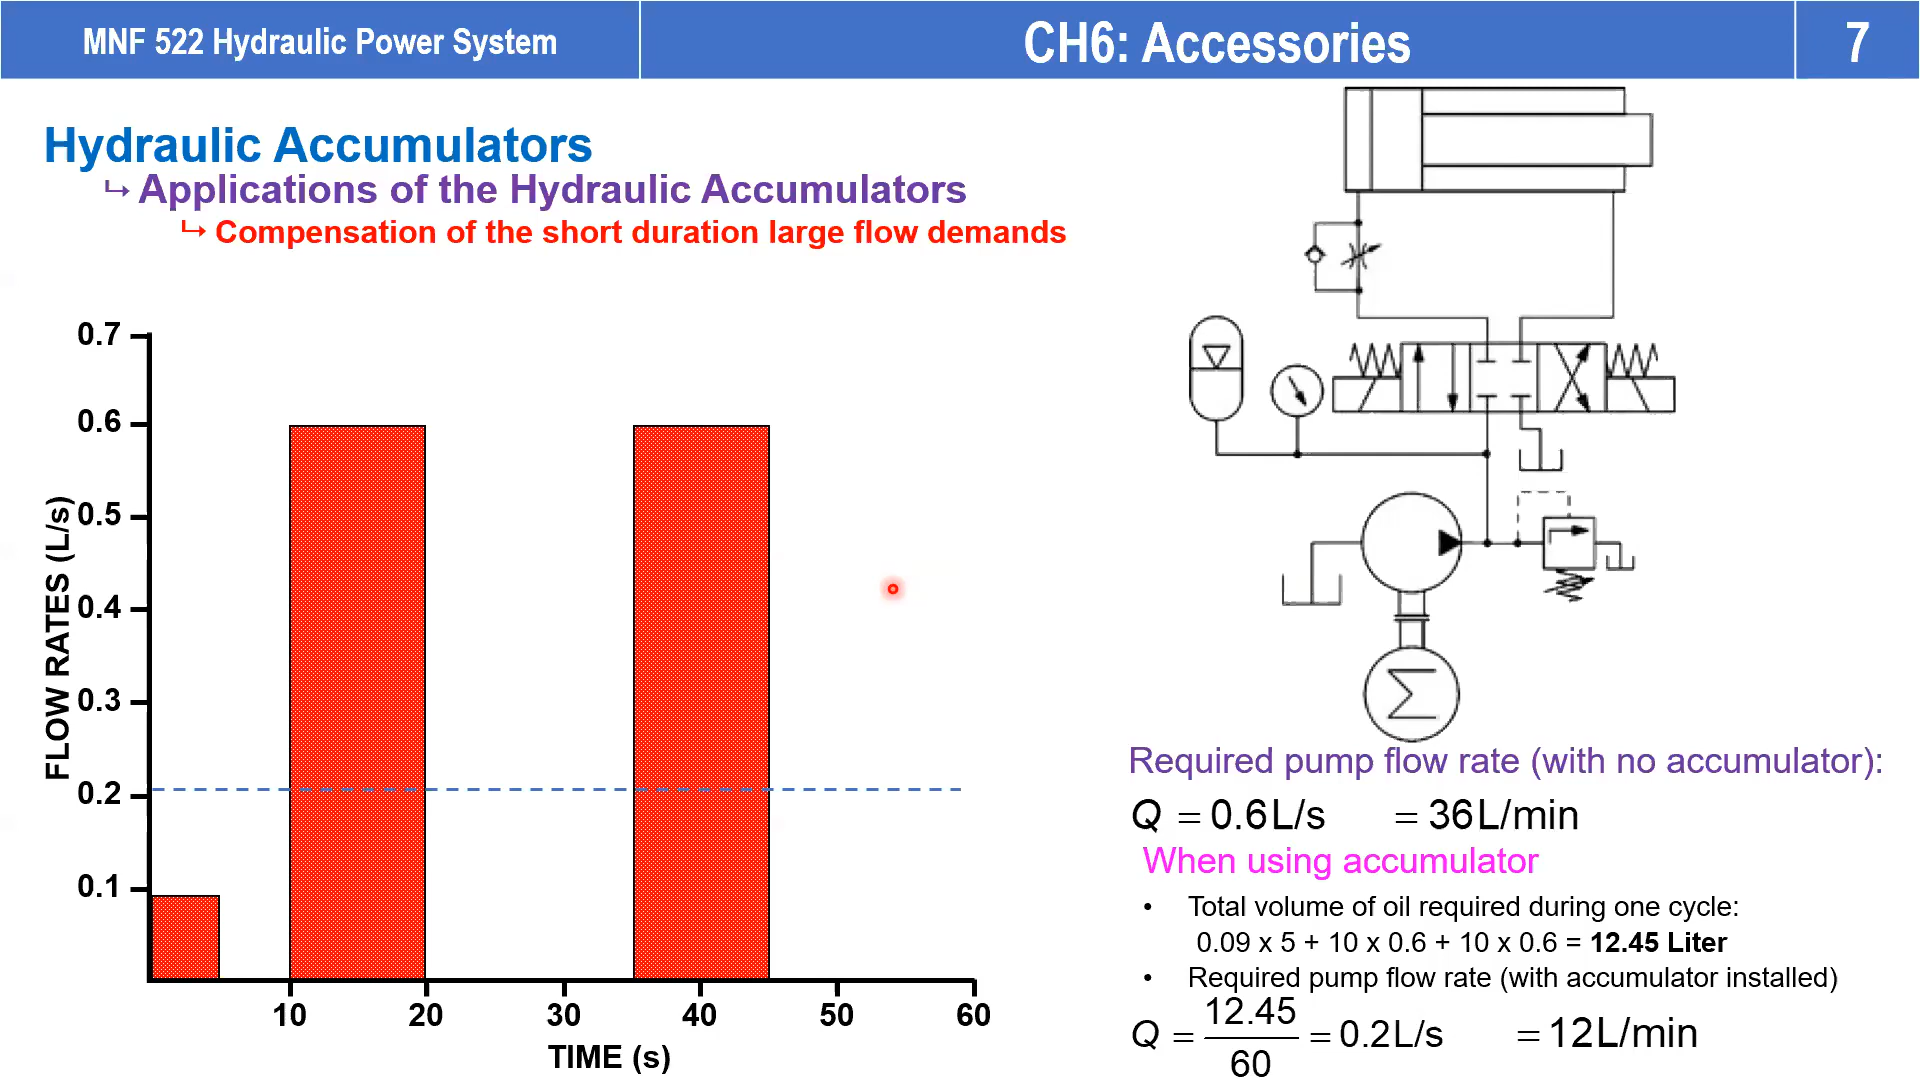 MNF 522 Hydraulic Power System
CH6: Accessories
7
Hydraulic Accumulators
↪ Applications of the Hydraulic Accumulators
↪ Compensation of the short duration large flow demands
FLOW RATES (L/s)
0.7
0.6
0.5
0.4
0.3
0.2
0.1
10 20 30 40 50 60
TIME (s)
Required pump flow rate (with no accumulator):
Q = 0.6L/s = 36L/min
When using accumulator
• Total volume of oil required during one cycle:
0.09 x 5 + 10 x 0.6 + 10 x 0.6 = 12.45 Liter
• Required pump flow rate (with accumulator installed)
Q = 12.45/60 = 0.2L/s = 12L/min